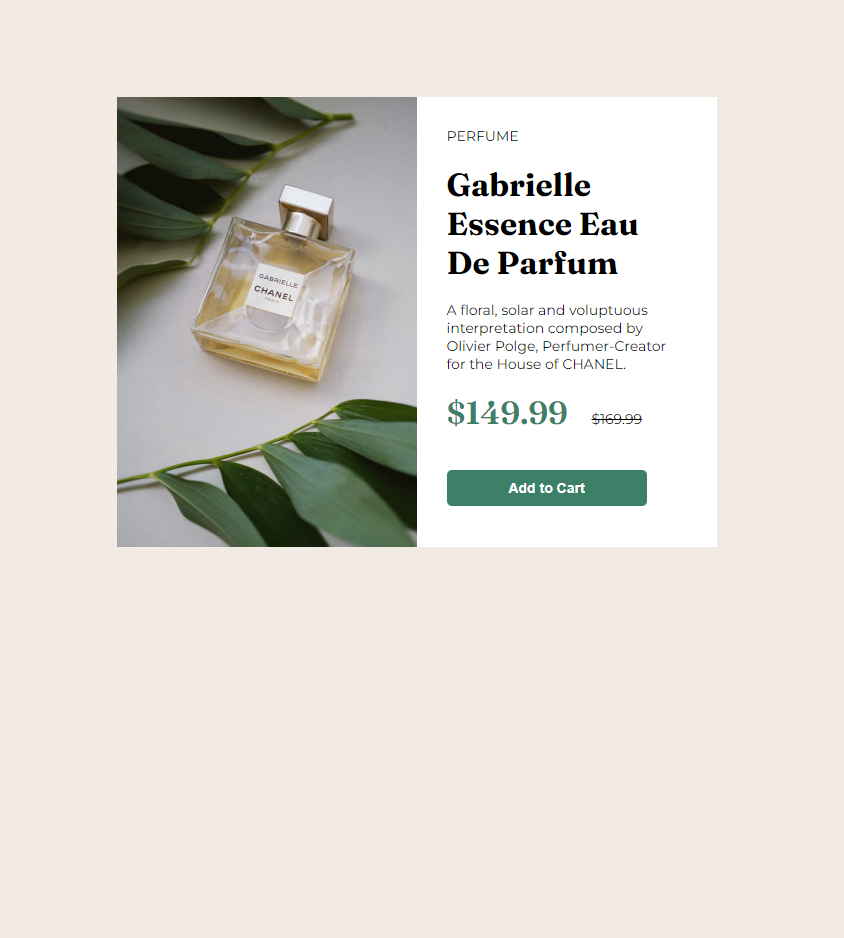 GABRIELLE
CHANEL
PARIS
PERFUME
Gabrielle
Essence Eau
De Parfum
A floral, solar and voluptuous
interpretation composed by
Olivier Polge, Perfumer-Creator
for the House of CHANEL.
$149.99 $169.99
Add to Cart